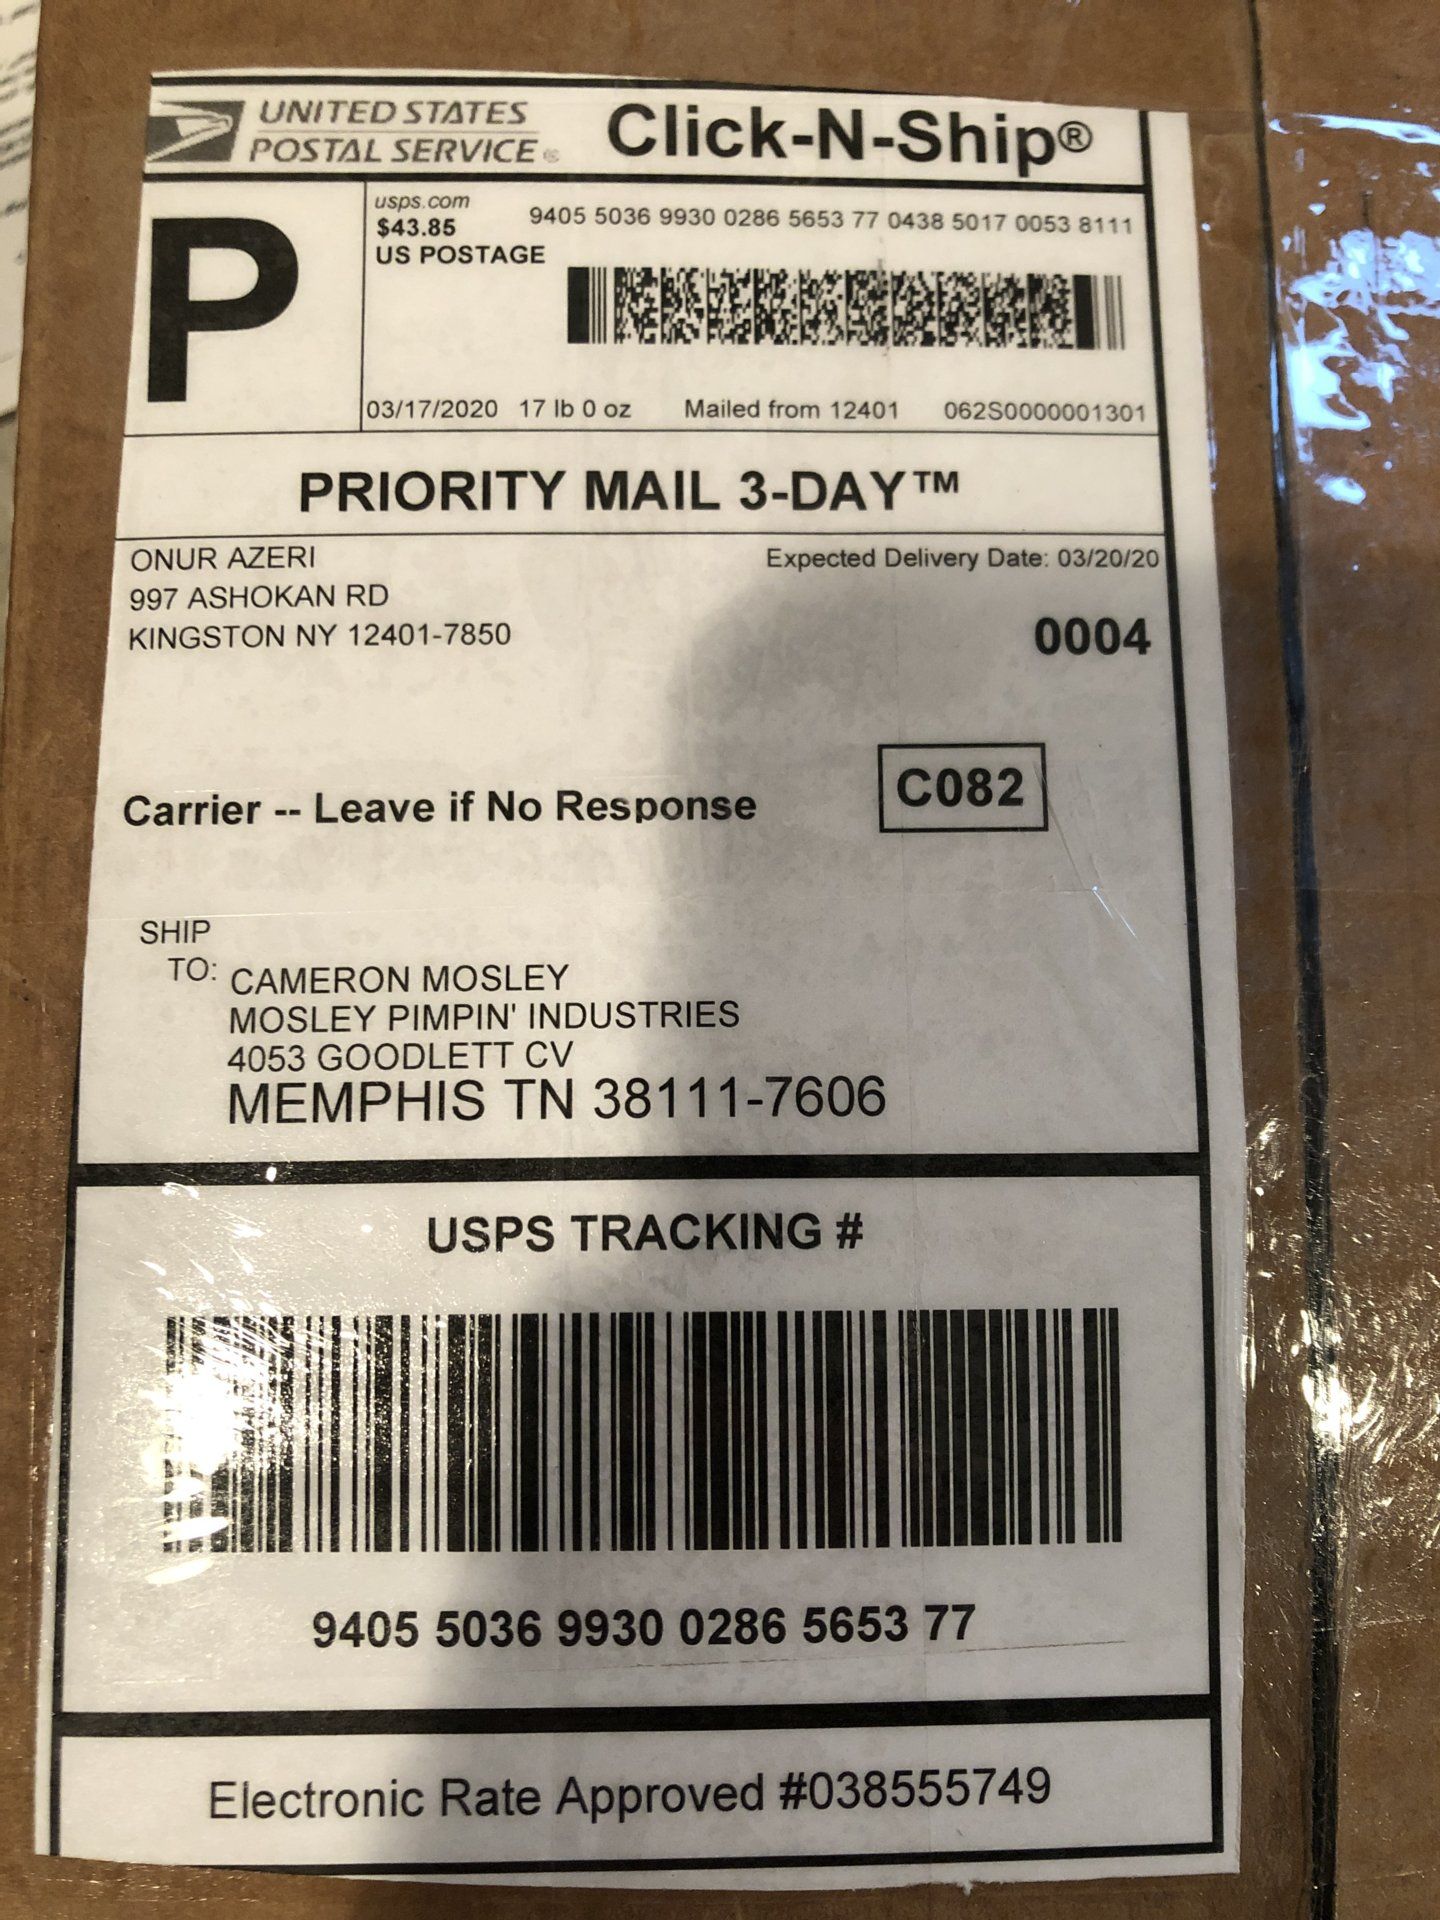 UNITED STATES
POSTAL SERVICE®
Click-N-Ship®
P
usps.com
$43.85
US POSTAGE
9405 5036 9930 0286 5653 77 0438 5017 0053 8111
03/17/2020 17 lb 0 oz Mailed from 12401 062S0000001301
PRIORITY MAIL 3-DAY™
ONUR AZERI
997 ASHOKAN RD
KINGSTON NY 12401-7850
Expected Delivery Date: 03/20/20
0004
C082
Carrier -- Leave if No Response
SHIP
TO:
CAMERON MOSLEY
MOSLEY PIMPIN' INDUSTRIES
4053 GOODLETT CV
MEMPHIS TN 38111-7606
USPS TRACKING #
9405 5036 9930 0286 5653 77
Electronic Rate Approved #038555749